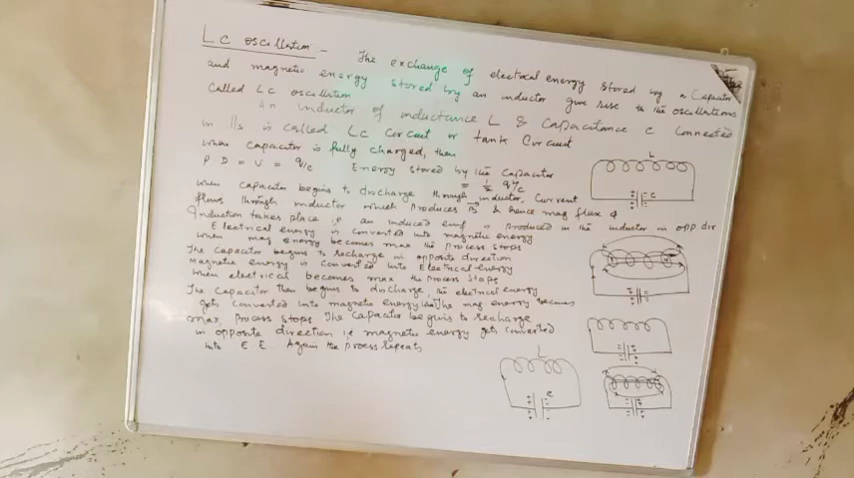 Lc oscillation - The exchange of electrical energy stored by a Capacitor
and magnetic energy stored by an inductor give rise to the oscillations
Called Lc oscillation
An inductor of inductance L & Capacitance c connected
in ||s is called Lc Circuit or tank Circuit
When capacitor is fully charged, then
P D = V = q/c Energy stored by the Capacitor
= 1/2 q²/c
When capacitor begins to discharge through inductor, Current
flows through inductor which produces B & hence mag flux φ
Induction takes place ie an induced emf is produced in the inductor in opp dir
Electrical energy is converted into magnetic energy
When mag energy becomes max the process stops
The Capacitor begins to recharge in opposite direction
Magnetic energy is converted into Electrical energy
When electrical becomes max the process stops
The Capacitor then begins to discharge, the electrical energy
gets converted into magnetic energy The mag energy becomes
max, process stops The Capacitor begins to recharge
in opposite direction i,e magnetic energy gets converted
into E E. Again the process repeats
L
c
L
c